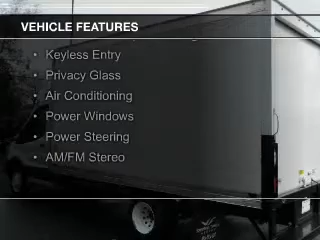 VEHICLE FEATURES
• Keyless Entry
• Privacy Glass
• Air Conditioning
• Power Windows
• Power Steering
• AM/FM Stereo